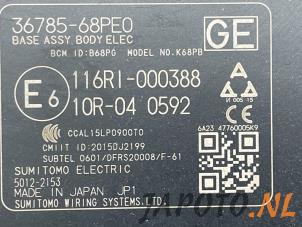 36785-68PE0
BASE ASSY, BODY ELEC
BCM ID:B68PG MODEL NO.K68PB
GE
E6
116RI-000388
10R-04 0592
CCAL15LP0900T0
CMIIT ID:2015DJ2199
SUBTEL 0601/DFRS20008/F-61
SUMITOMO ELECTRIC
5012-2153
MADE IN JAPAN JP1
SUMITOMO WIRING SYSTEMS, LTD.
6A23 47760005K9
JAPOTO.NL